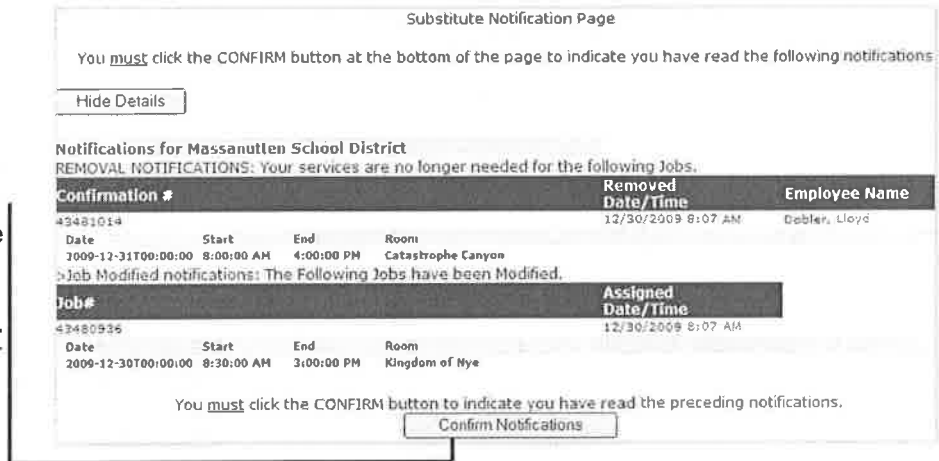 Substitute Notification Page
You must click the CONFIRM button at the bottom of the page to indicate you have read the following notifications
Hide Details
Notifications for Massanutten School District
REMOVAL NOTIFICATIONS: Your services are no longer needed for the following Jobs.
Confirmation # Removed Date/Time Employee Name
43481014 12/30/2009 8:07 AM Dobler, Lloyd
Date Start End Room
2009-12-31T00:00:00 8:00:00 AM 4:00:00 PM Catastrophe Canyon
>Job Modified notifications: The Following Jobs have been Modified.
Job# Assigned Date/Time
43480936 12/30/2009 8:07 AM
Date Start End Room
2009-12-30T00:00:00 8:30:00 AM 3:00:00 PM Kingdom of Nye
You must click the CONFIRM button to indicate you have read the preceding notifications.
Confirm Notifications